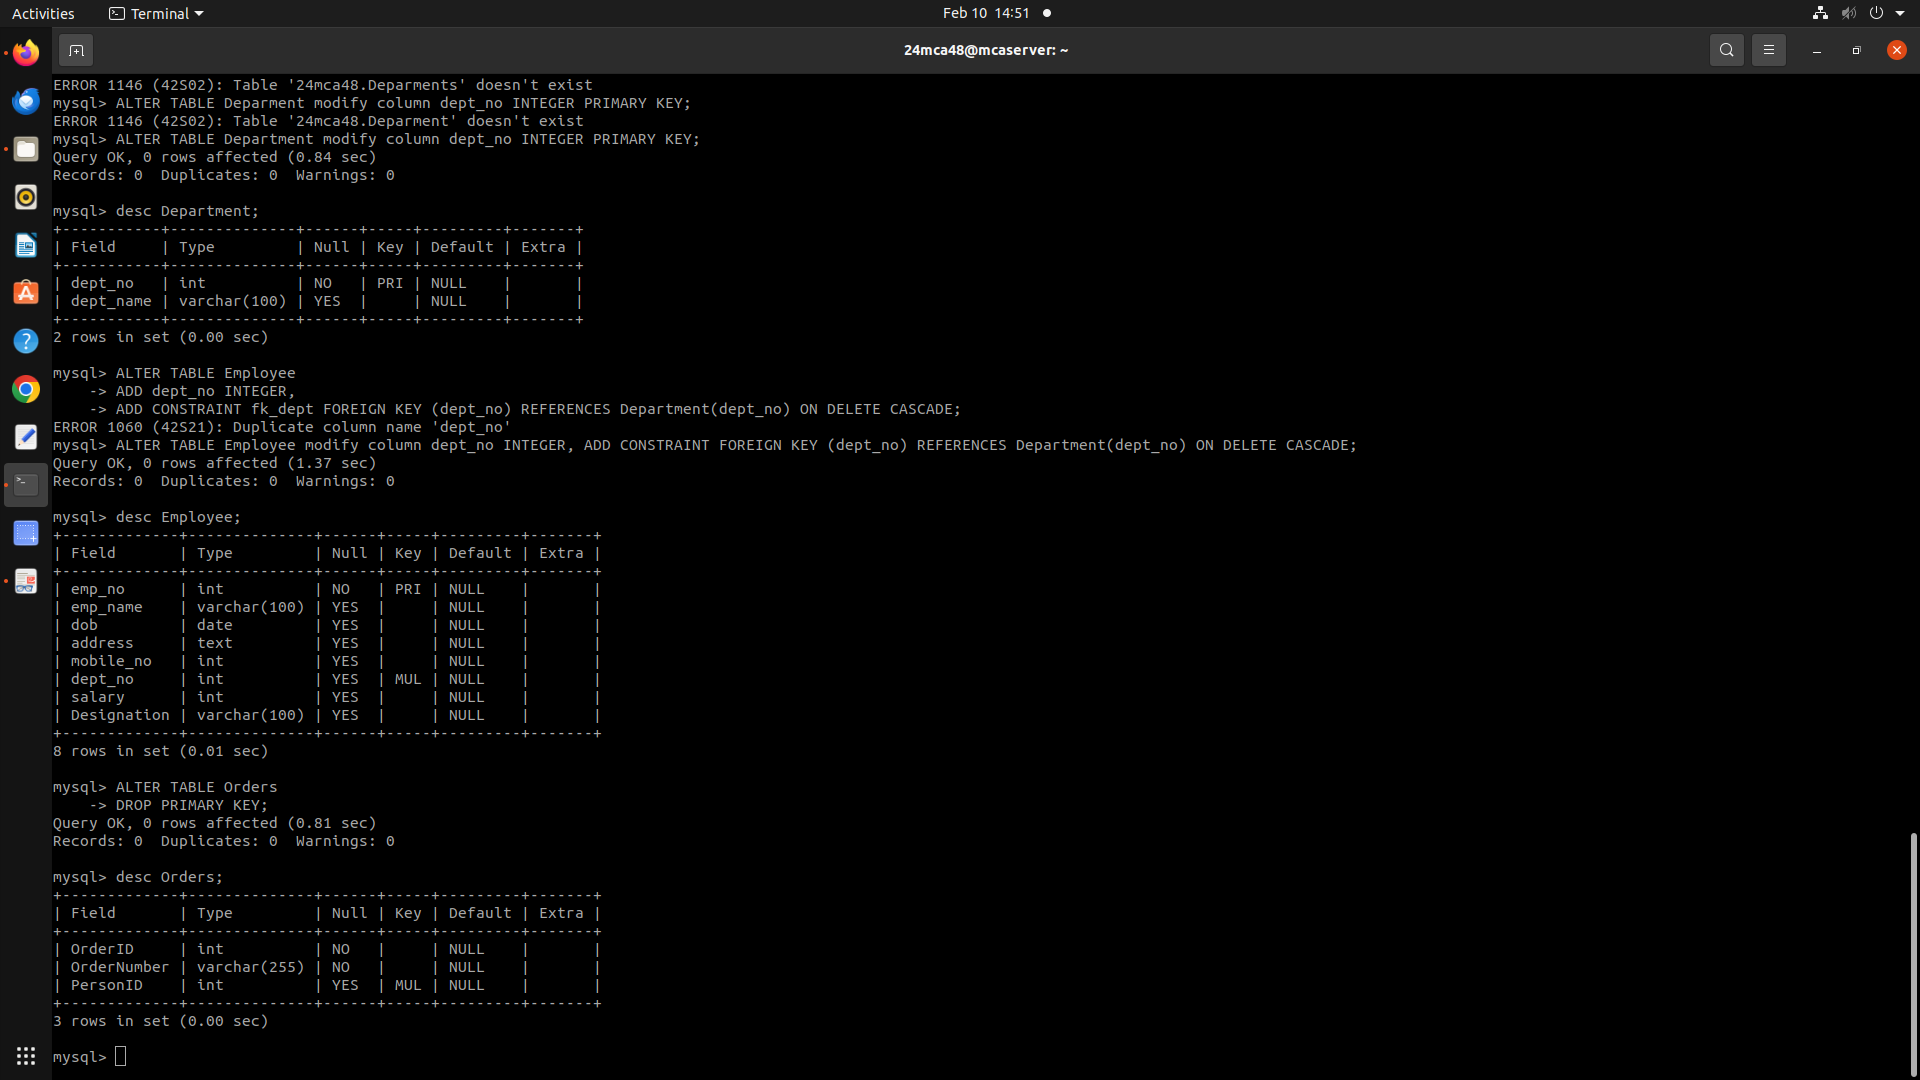 Activities
Terminal
Feb 10 14:51
24mca48@mcaserver: ~
ERROR 1146 (42S02): Table '24mca48.Deparments' doesn't exist
mysql> ALTER TABLE Deparment modify column dept_no INTEGER PRIMARY KEY;
ERROR 1146 (42S02): Table '24mca48.Deparment' doesn't exist
mysql> ALTER TABLE Department modify column dept_no INTEGER PRIMARY KEY;
Query OK, 0 rows affected (0.84 sec)
Records: 0  Duplicates: 0  Warnings: 0
mysql> desc Department;
+-----------+--------------+------+-----+---------+-------+
| Field     | Type         | Null | Key | Default | Extra |
+-----------+--------------+------+-----+---------+-------+
| dept_no   | int          | NO   | PRI | NULL    |       |
| dept_name | varchar(100) | YES  |     | NULL    |       |
+-----------+--------------+------+-----+---------+-------+
2 rows in set (0.00 sec)
mysql> ALTER TABLE Employee
    -> ADD dept_no INTEGER,
    -> ADD CONSTRAINT fk_dept FOREIGN KEY (dept_no) REFERENCES Department(dept_no) ON DELETE CASCADE;
ERROR 1060 (42S21): Duplicate column name 'dept_no'
mysql> ALTER TABLE Employee modify column dept_no INTEGER, ADD CONSTRAINT FOREIGN KEY (dept_no) REFERENCES Department(dept_no) ON DELETE CASCADE;
Query OK, 0 rows affected (1.37 sec)
Records: 0  Duplicates: 0  Warnings: 0
mysql> desc Employee;
+-------------+--------------+------+-----+---------+-------+
| Field       | Type         | Null | Key | Default | Extra |
+-------------+--------------+------+-----+---------+-------+
| emp_no      | int          | NO   | PRI | NULL    |       |
| emp_name    | varchar(100) | YES  |     | NULL    |       |
| dob         | date         | YES  |     | NULL    |       |
| address     | text         | YES  |     | NULL    |       |
| mobile_no   | int          | YES  |     | NULL    |       |
| dept_no     | int          | YES  | MUL | NULL    |       |
| salary      | int          | YES  |     | NULL    |       |
| Designation | varchar(100) | YES  |     | NULL    |       |
+-------------+--------------+------+-----+---------+-------+
8 rows in set (0.01 sec)
mysql> ALTER TABLE Orders
    -> DROP PRIMARY KEY;
Query OK, 0 rows affected (0.81 sec)
Records: 0  Duplicates: 0  Warnings: 0
mysql> desc Orders;
+-------------+--------------+------+-----+---------+-------+
| Field       | Type         | Null | Key | Default | Extra |
+-------------+--------------+------+-----+---------+-------+
| OrderID     | int          | NO   |     | NULL    |       |
| OrderNumber | varchar(255) | NO   |     | NULL    |       |
| PersonID    | int          | YES  | MUL | NULL    |       |
+-------------+--------------+------+-----+---------+-------+
3 rows in set (0.00 sec)
mysql>